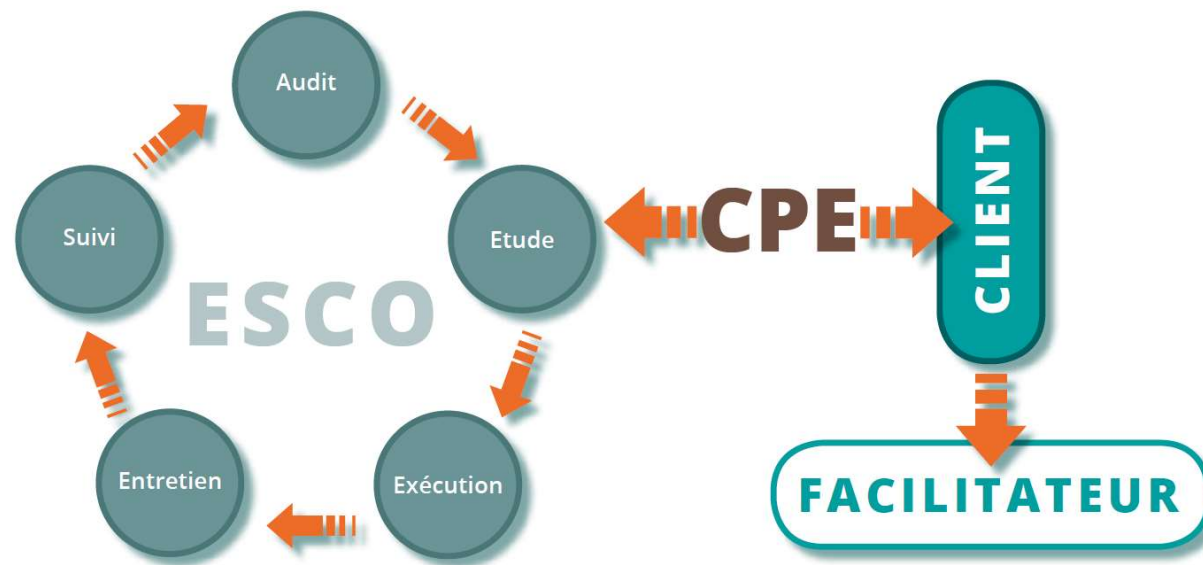 Audit
Suivi
Etude
CPE
CLIENT
ESCO
Entretien
Exécution
FACILITATEUR